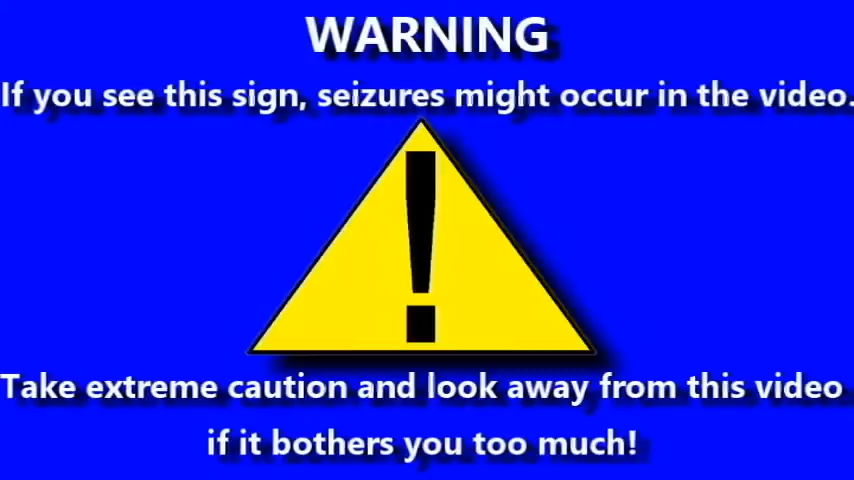 WARNING
If you see this sign, seizures might occur in the video.
!
Take extreme caution and look away from this video
if it bothers you too much!